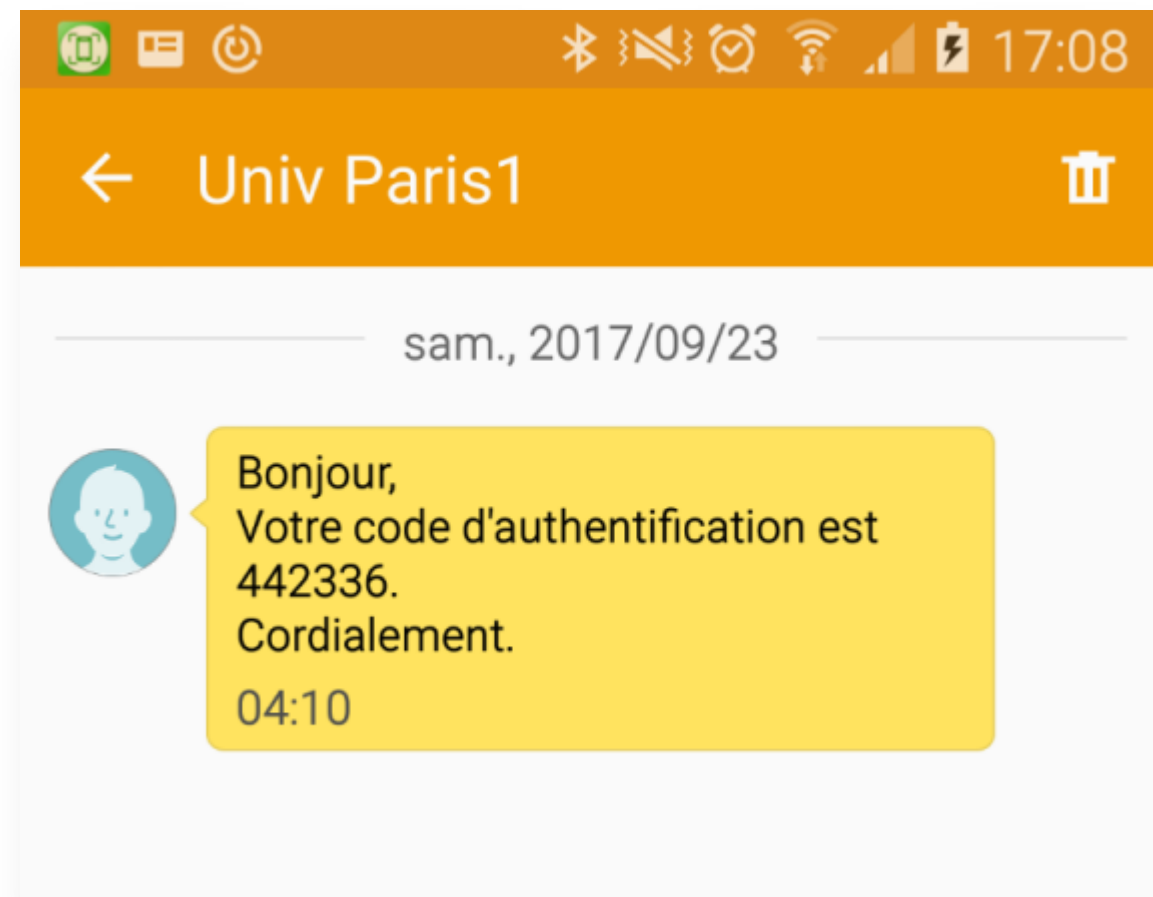 17:08
Univ Paris1
sam., 2017/09/23
Bonjour,
Votre code d'authentification est
442336.
Cordialement.
04:10